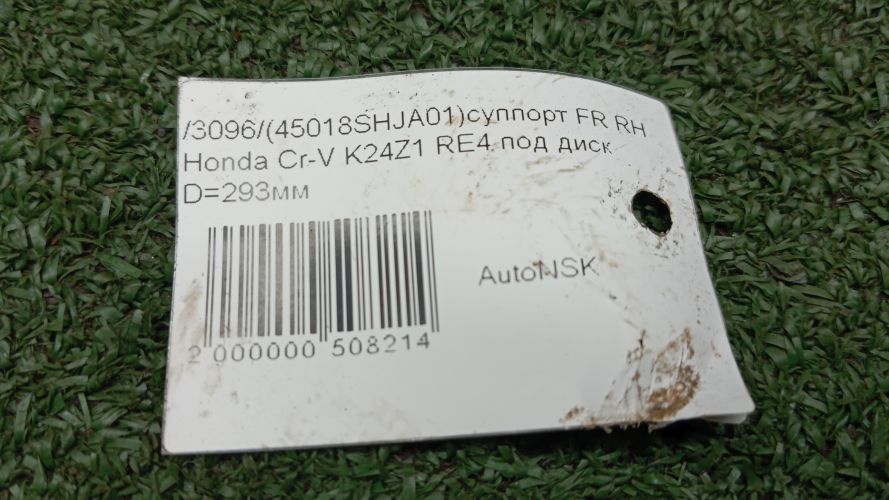 /3096/(45018SHJA01)суппорт FR RH
Honda Cr-V K24Z1 RE4 под диск
D=293мм
AutoNSK
2 000000 508214